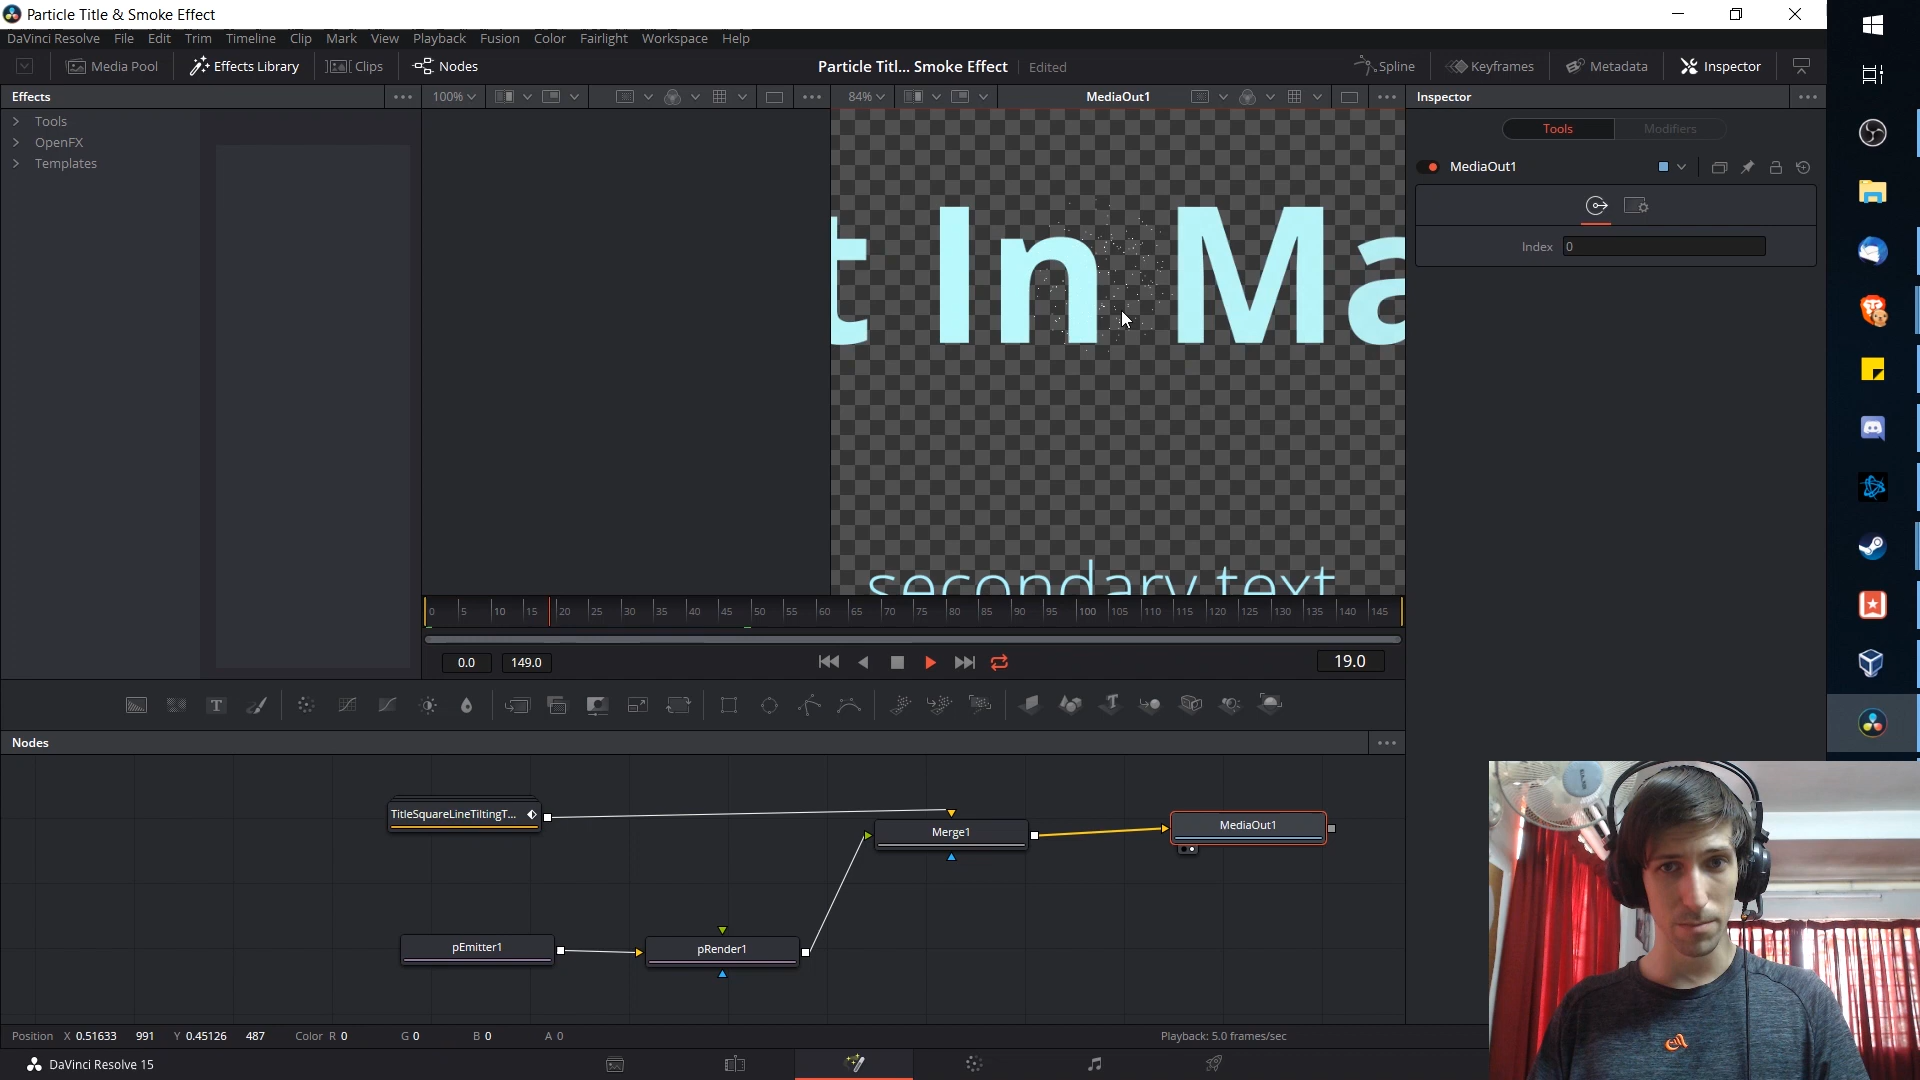 Particle Title & Smoke Effect
DaVinci Resolve File Edit Trim Timeline Clip Mark View Playback Fusion Color Fairlight Workspace Help
Media Pool Effects Library Clips Nodes Particle Titl... Smoke Effect Edited Spline Keyframes Metadata Inspector
Effects 100% 84% MediaOut1 Inspector
Tools
OpenFX
Templates
Tools Modifiers
MediaOut1
Index 0
t In Ma
secondary text
0 5 10 15 20 25 30 35 40 45 50 55 60 65 70 75 80 85 90 95 100 105 110 115 120 125 130 135 140 145
0.0 149.0 19.0
T T
Nodes
TitleSquareLineTiltingT...
Merge1
MediaOut1
pEmitter1
pRender1
Position X 0.51633 991 Y 0.45126 487 Color R 0 G 0 B 0 A 0 Playback: 5.0 frames/sec
DaVinci Resolve 15